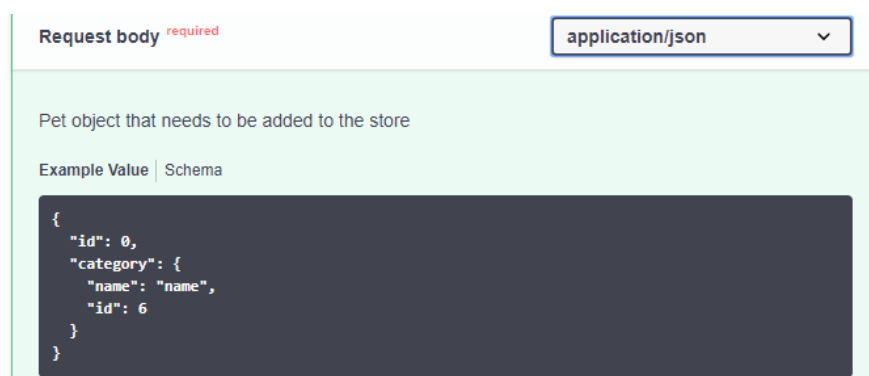 Request body required
application/json
Pet object that needs to be added to the store
Example Value Schema
{
  "id": 0,
  "category": {
    "name": "name",
    "id": 6
  }
}